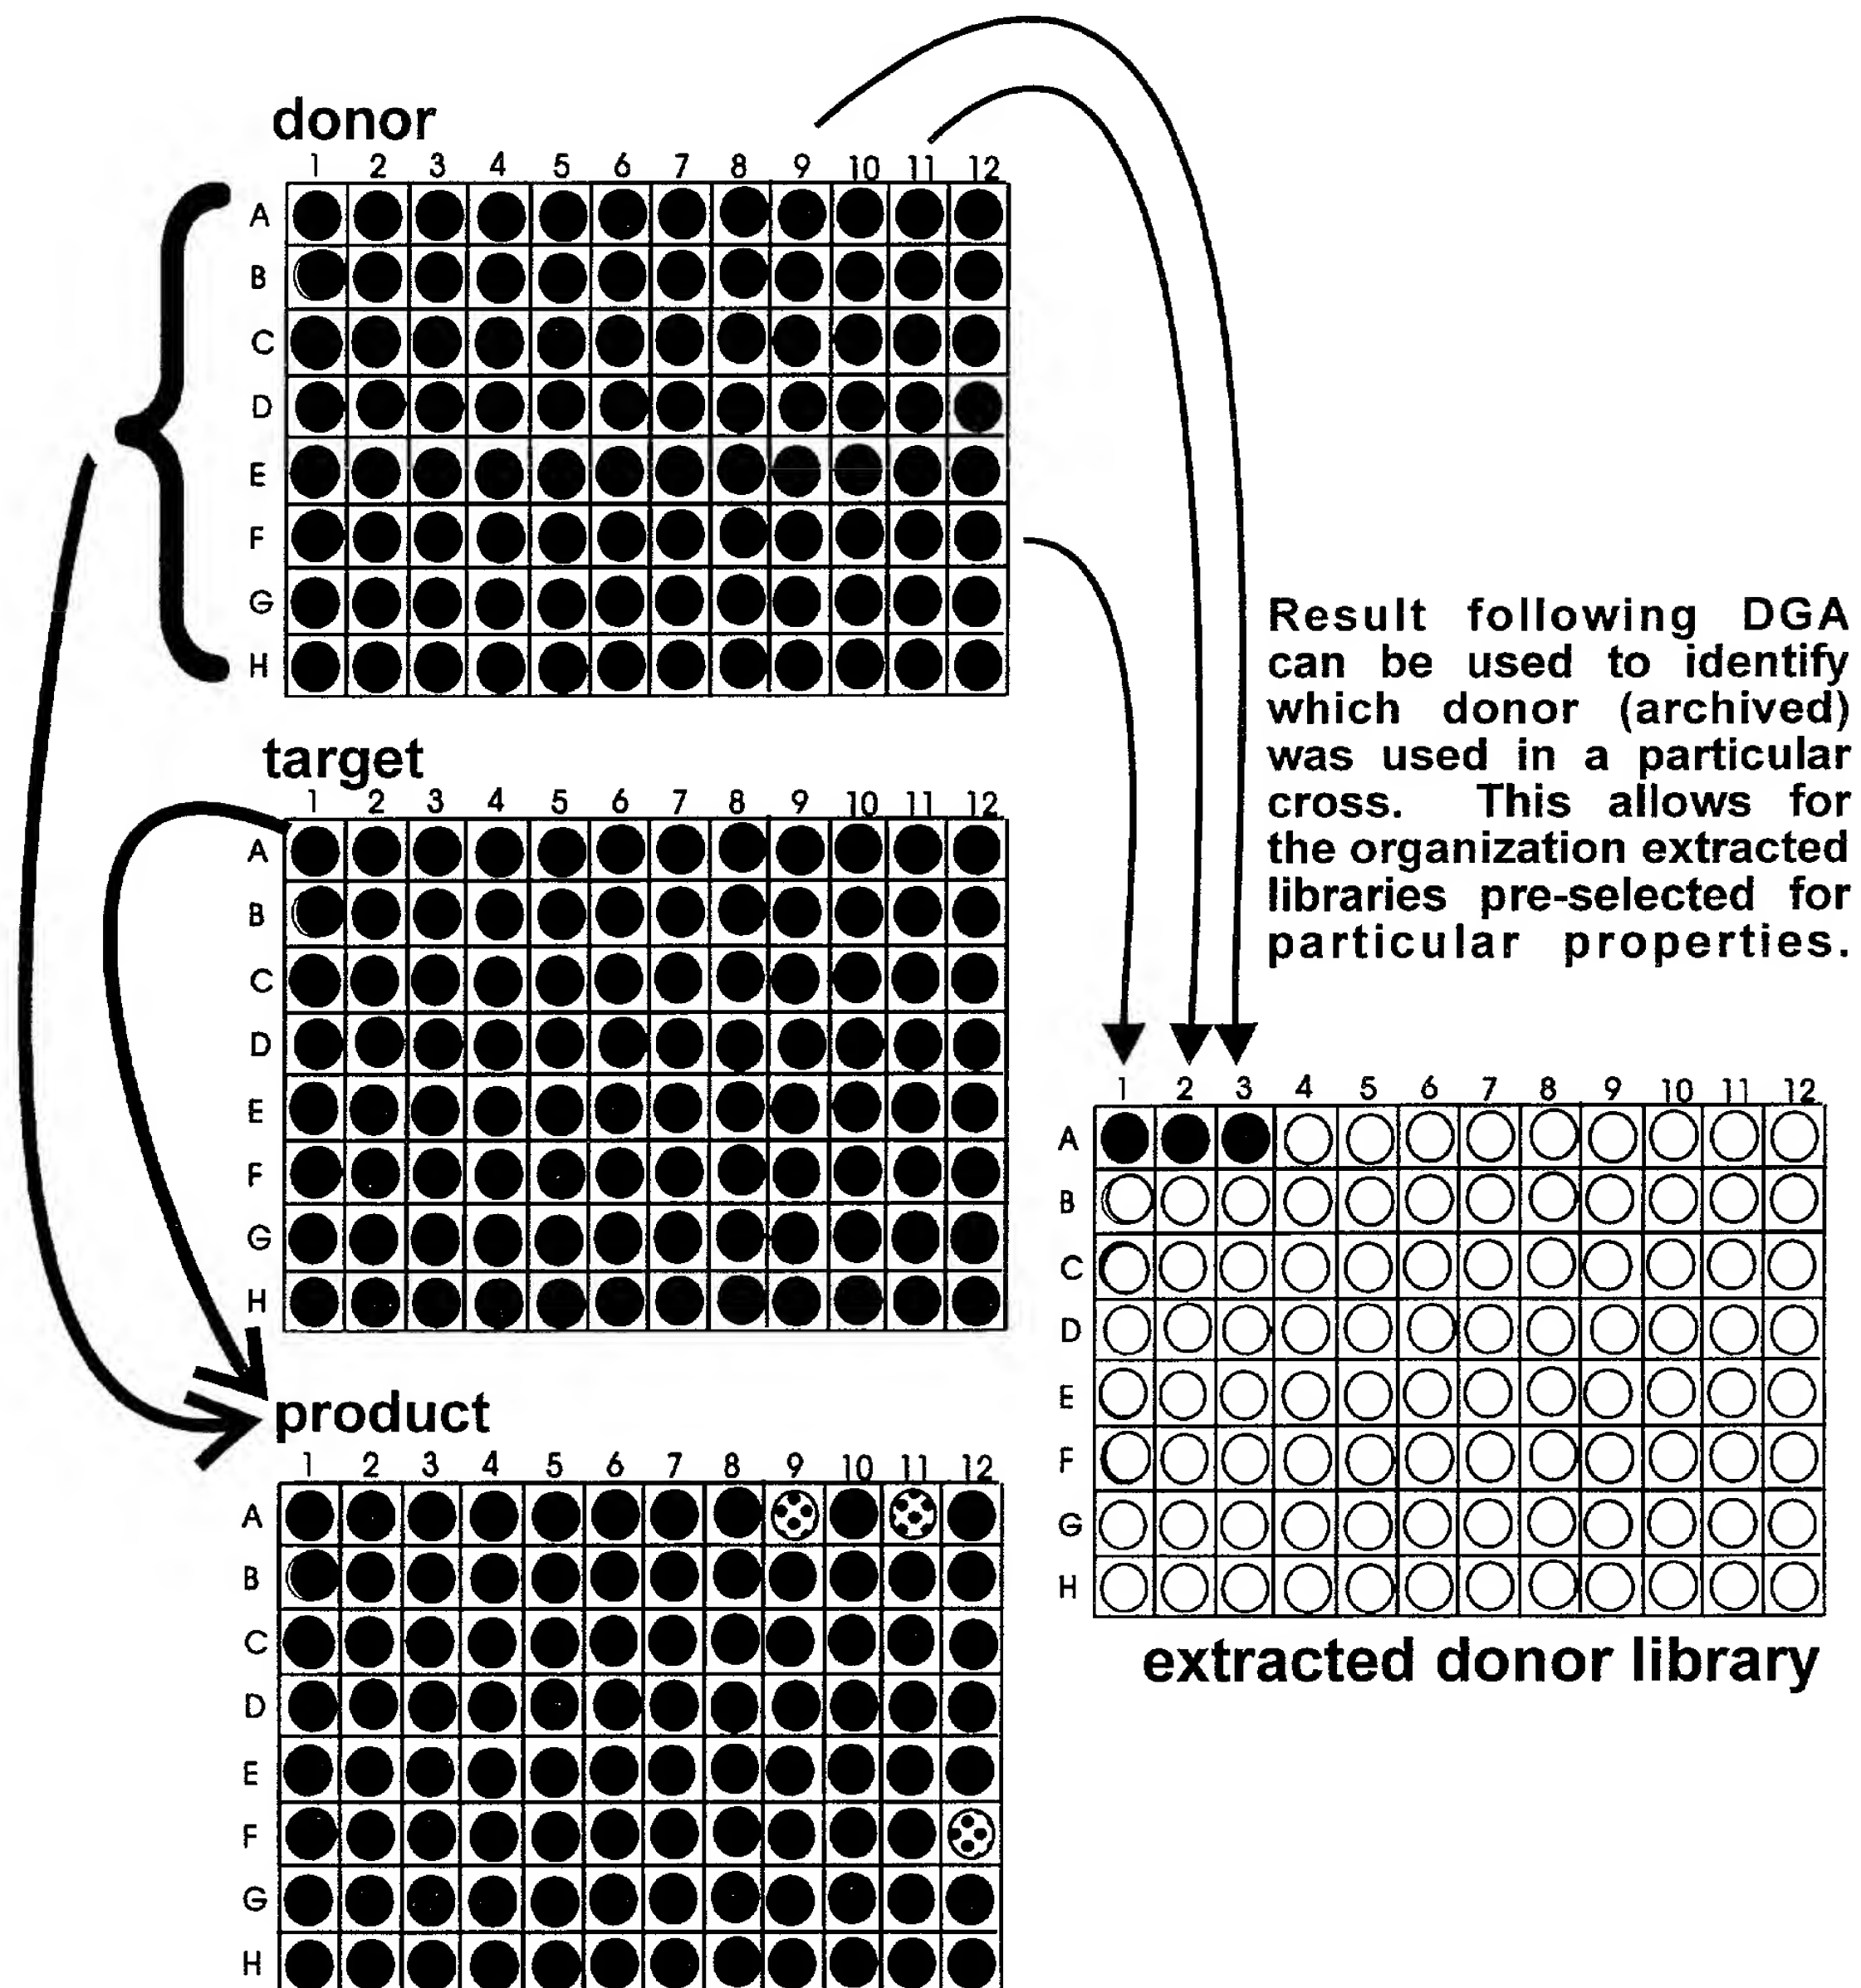 donor
1 2 3 4 5 6 7 8 9 10 11 12
A
B
C
D
E
F
G
H
target
1 2 3 4 5 6 7 8 9 10 11 12
A
B
C
D
E
F
G
H
product
1 2 3 4 5 6 7 8 9 10 11 12
A
B
C
D
E
F
G
H
Result following DGA
can be used to identify
which donor (archived)
was used in a particular
cross. This allows for
the organization extracted
libraries pre-selected for
particular properties.
1 2 3 4 5 6 7 8 9 10 11 12
A
B
C
D
E
F
G
H
extracted donor library